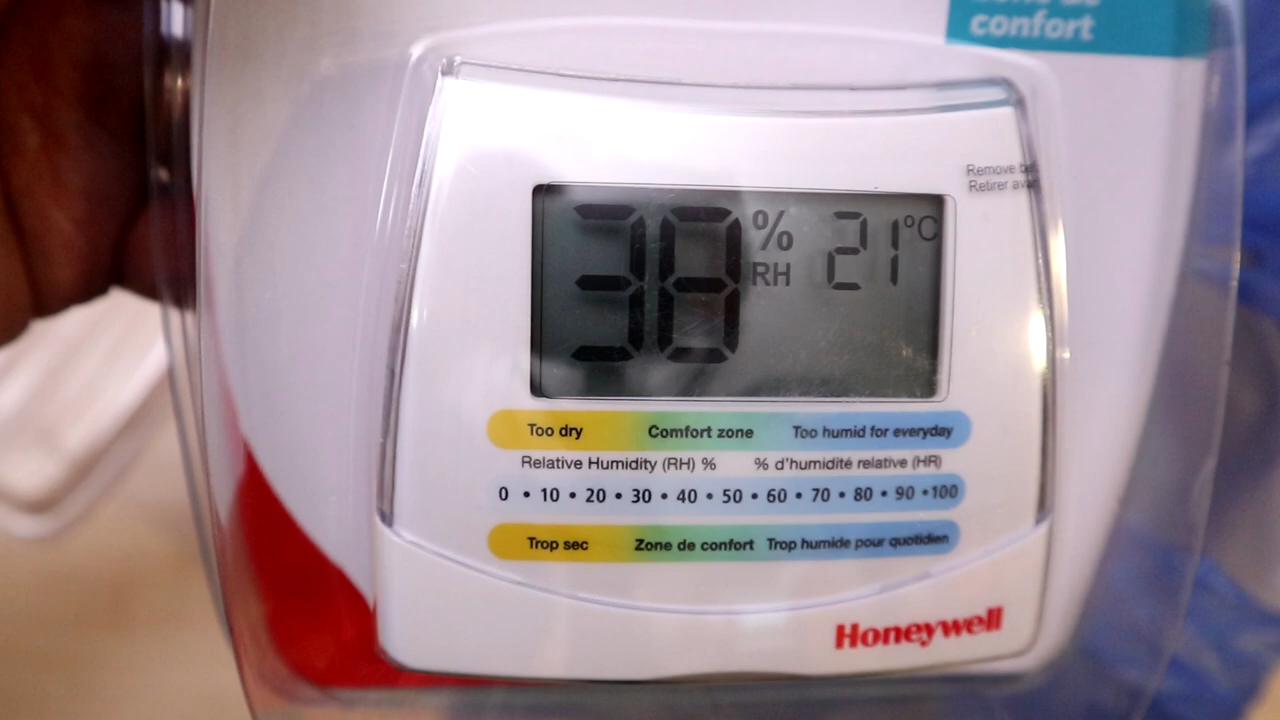 confort
Remove
Retirer
38 % RH 21 °C
Too dry Comfort zone Too humid for everyday
Relative Humidity (RH) % % d'humidité relative (HR)
0 • 10 • 20 • 30 • 40 • 50 • 60 • 70 • 80 • 90 • 100
Trop sec Zone de confort Trop humide pour quotidien
Honeywell